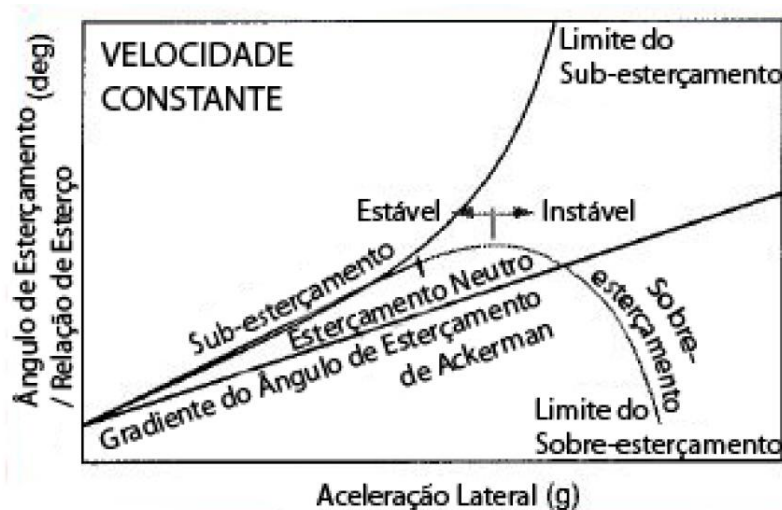 VELOCIDADE
CONSTANTE
Limite do
Sub-esterçamento
Estável
Instável
Sub-esterçamento
Esterçamento Neutro
Gradiente do Ângulo de Esterçamento
de Ackerman
Sobre-
esterçamento
Limite do
Sobre-esterçamento
Ângulo de Esterçamento (deg)
/ Relação de Esterço
Aceleração Lateral (g)